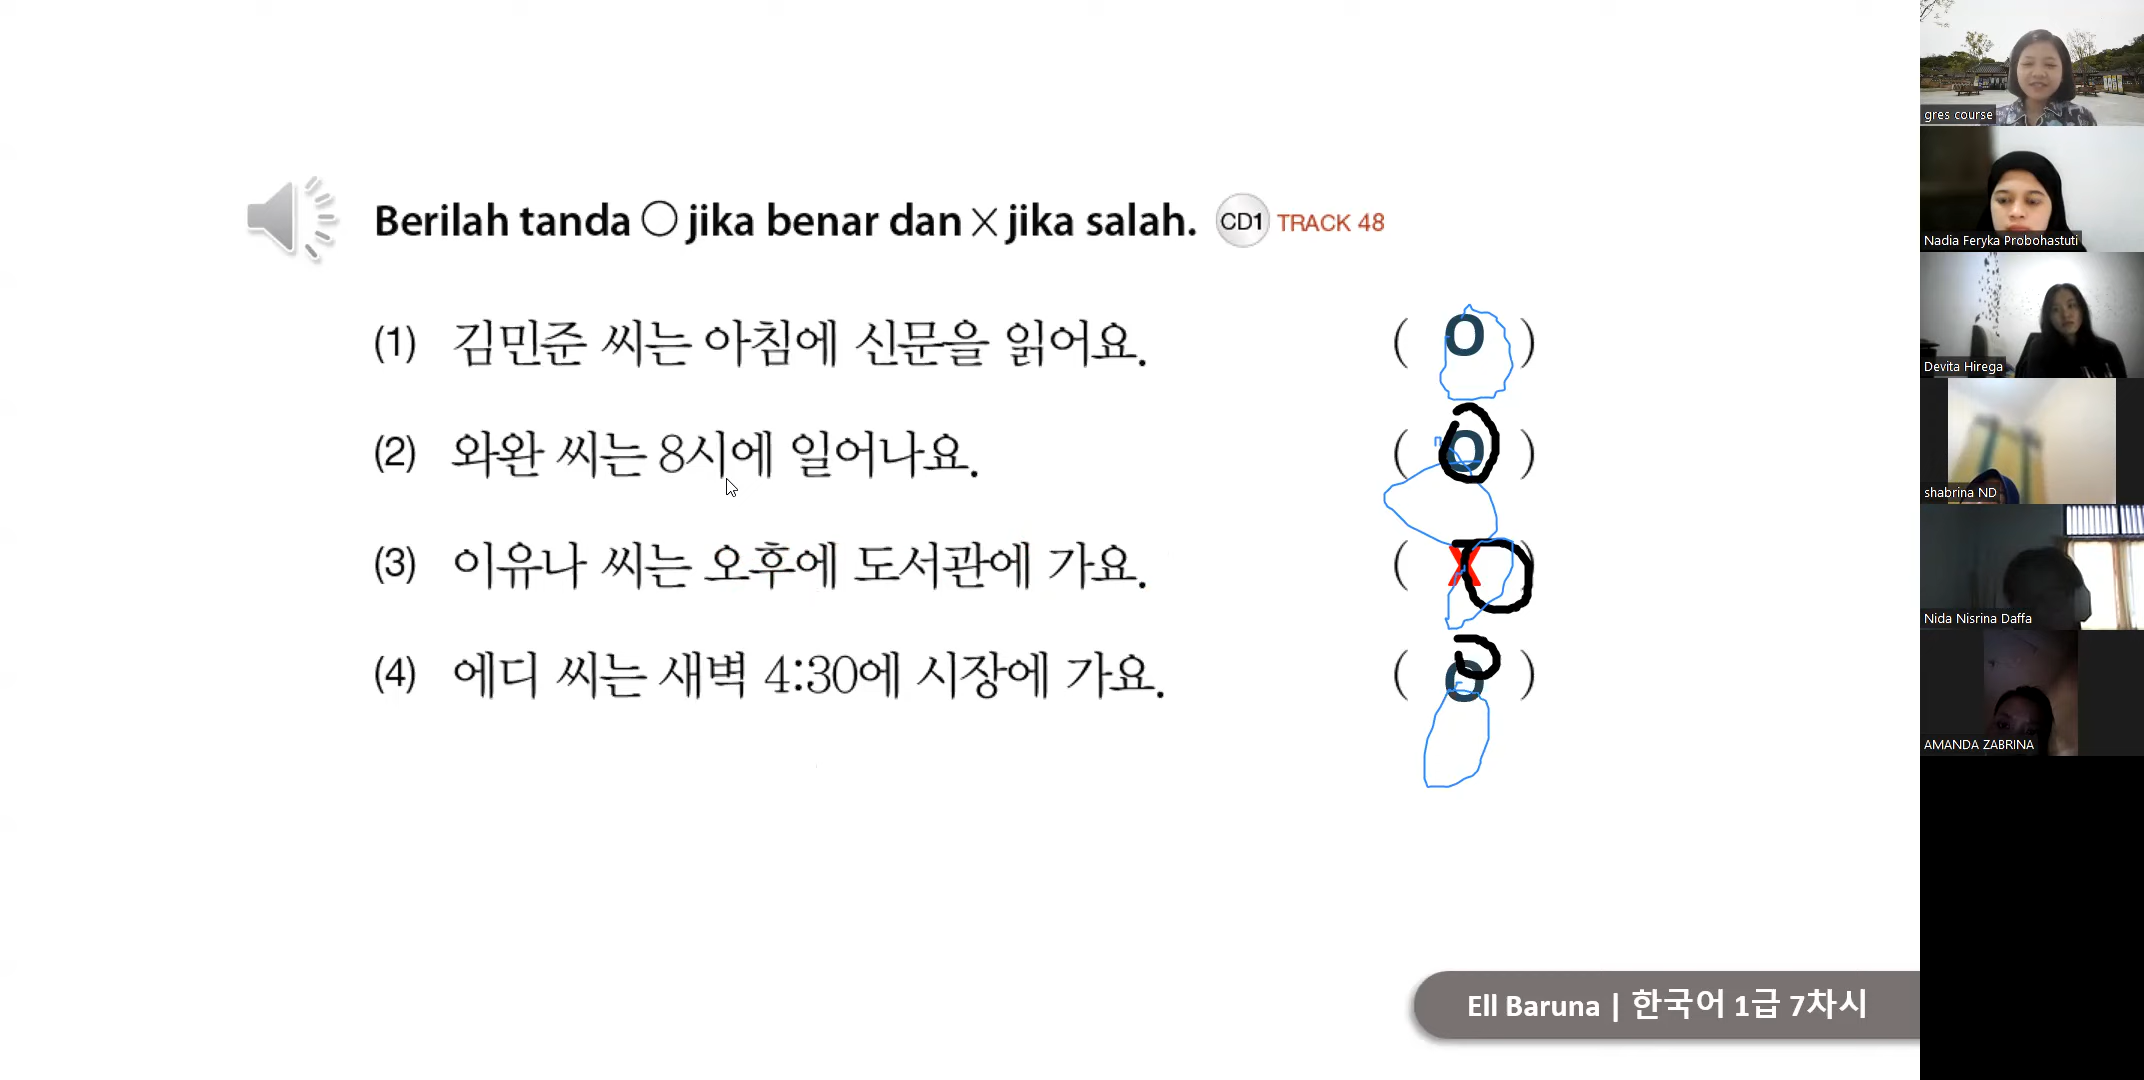 Berilah tanda ○ jika benar dan × jika salah. CD1 TRACK 48
(1) 김민준 씨는 아침에 신문을 읽어요. ( O )
(2) 와완 씨는 8시에 일어나요. ( O )
(3) 이유나 씨는 오후에 도서관에 가요. ( X )
(4) 에디 씨는 새벽 4:30에 시장에 가요. ( O )
Ell Baruna | 한국어 1급 7차시
gres course
Nadia Feryka Probohastuti
Devita Hirega
shabrina ND
Nida Nisrina Daffa
AMANDA ZABRINA